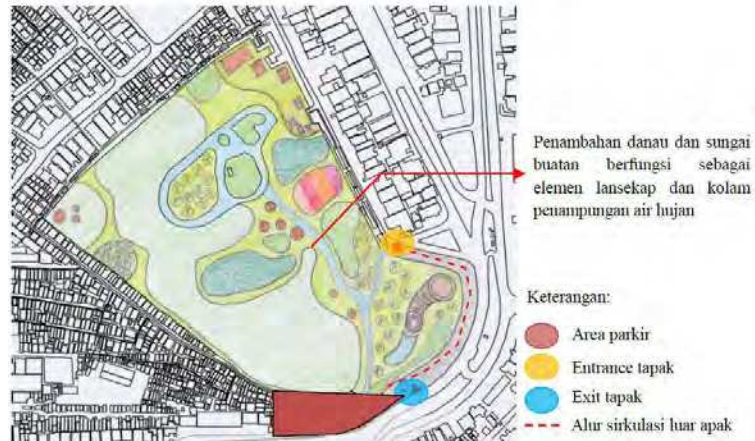 Penambahan danau dan sungai
buatan berfungsi sebagai
elemen lansekap dan kolam
penampungan air hujan
Keterangan:
Area parkir
Entrance tapak
Exit tapak
Alur sirkulasi luar apak